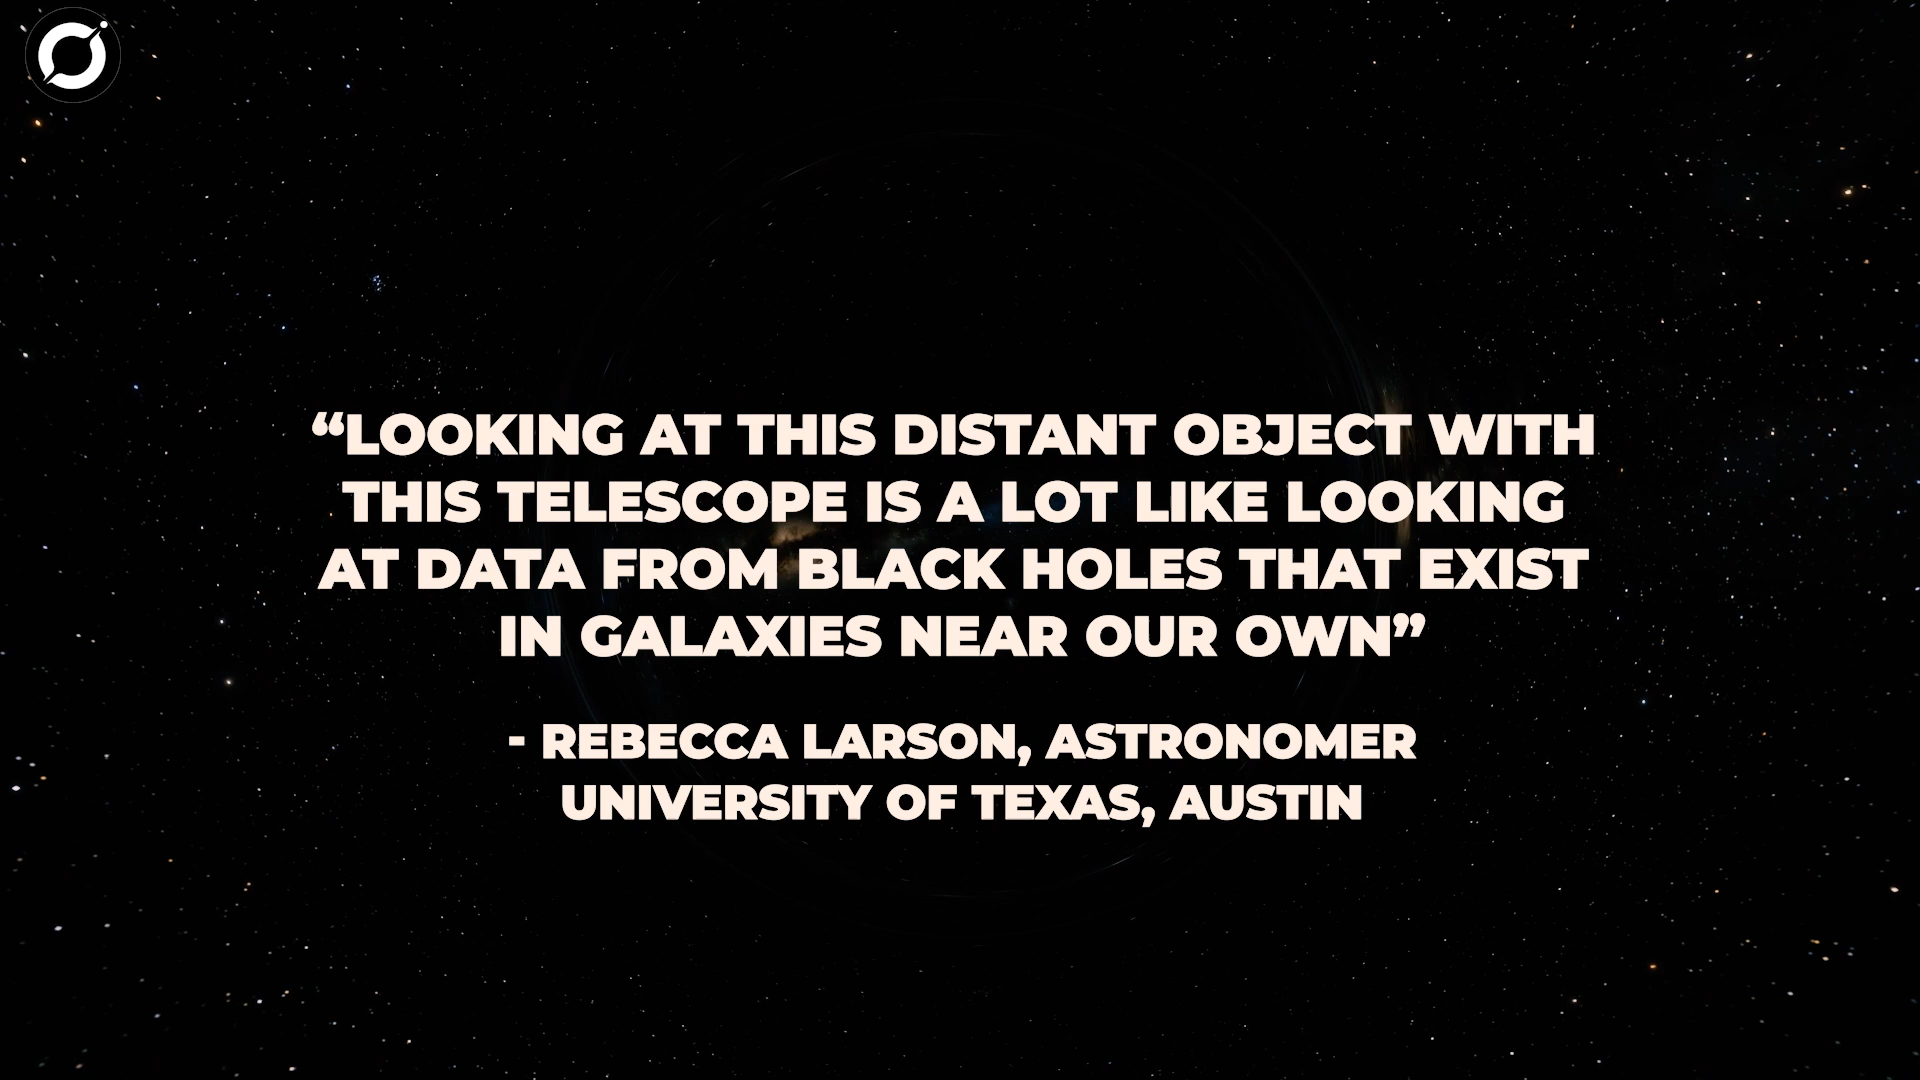 “LOOKING AT THIS DISTANT OBJECT WITH
THIS TELESCOPE IS A LOT LIKE LOOKING
AT DATA FROM BLACK HOLES THAT EXIST
IN GALAXIES NEAR OUR OWN”
- REBECCA LARSON, ASTRONOMER
UNIVERSITY OF TEXAS, AUSTIN